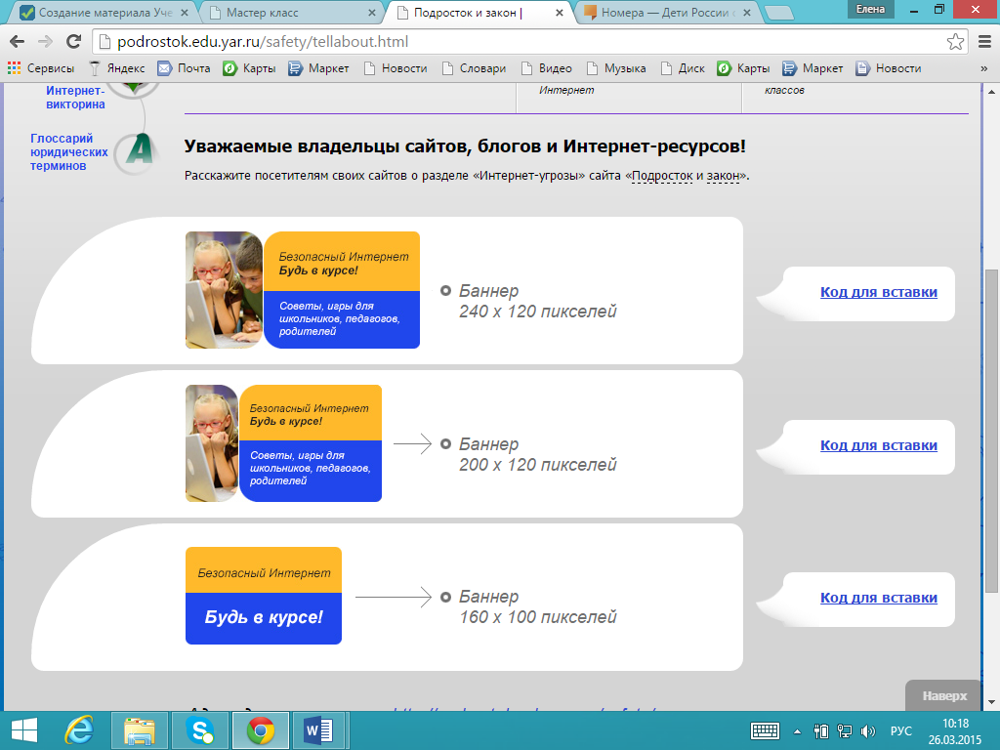 Создание материала Уче
Мастер класс
Подросток и закон |
Номера — Дети России
Елена
podrostok.edu.yar.ru/safety/tellabout.html
Сервисы
Яндекс
Почта
Карты
Маркет
Новости
Словари
Видео
Музыка
Диск
Карты
Маркет
Новости
»
Интернет-
викторина
Интернет
классов
Глоссарий
юридических
терминов
Уважаемые владельцы сайтов, блогов и Интернет-ресурсов!
Расскажите посетителям своих сайтов о разделе «Интернет-угрозы» сайта «Подросток и закон».
Безопасный Интернет
Будь в курсе!
Советы, игры для
школьников, педагогов,
родителей
Баннер
240 x 120 пикселей
Код для вставки
Безопасный Интернет
Будь в курсе!
Советы, игры для
школьников, педагогов,
родителей
Баннер
200 x 120 пикселей
Код для вставки
Безопасный Интернет
Будь в курсе!
Баннер
160 x 100 пикселей
Код для вставки
Наверх
РУС
10:18
26.03.2015